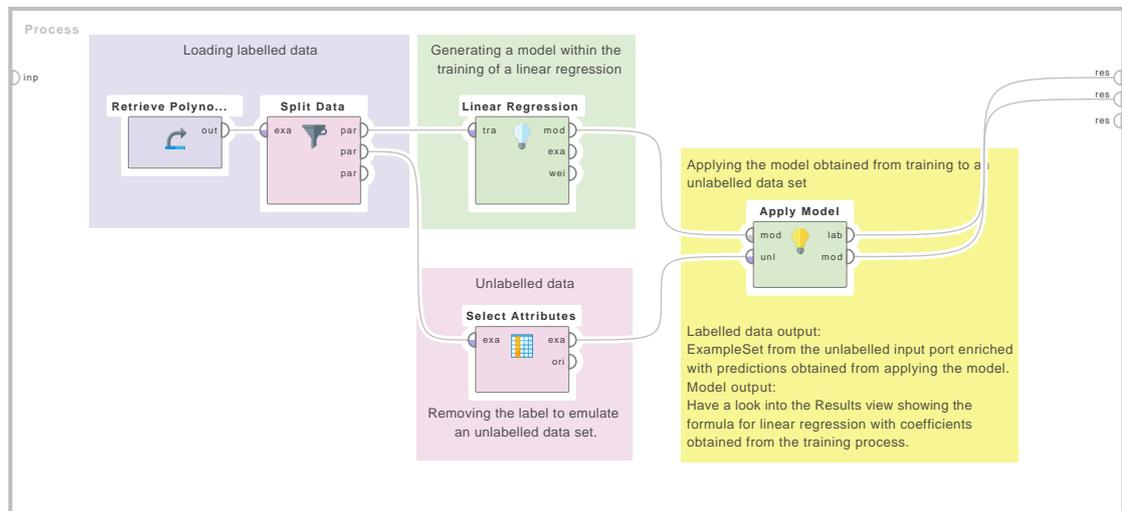 Process
inp
Loading labelled data
Retrieve Polyno...
out
Split Data
exa
par
par
par
Generating a model within the
training of a linear regression
Linear Regression
tra
mod
exa
wei
Unlabelled data
Select Attributes
exa
exa
ori
Removing the label to emulate
an unlabelled data set.
Applying the model obtained from training to an
unlabelled data set
Apply Model
mod
lab
unl
mod
Labelled data output:
ExampleSet from the unlabelled input port enriched
with predictions obtained from applying the model.
Model output:
Have a look into the Results view showing the
formula for linear regression with coefficients
obtained from the training process.
res
res
res